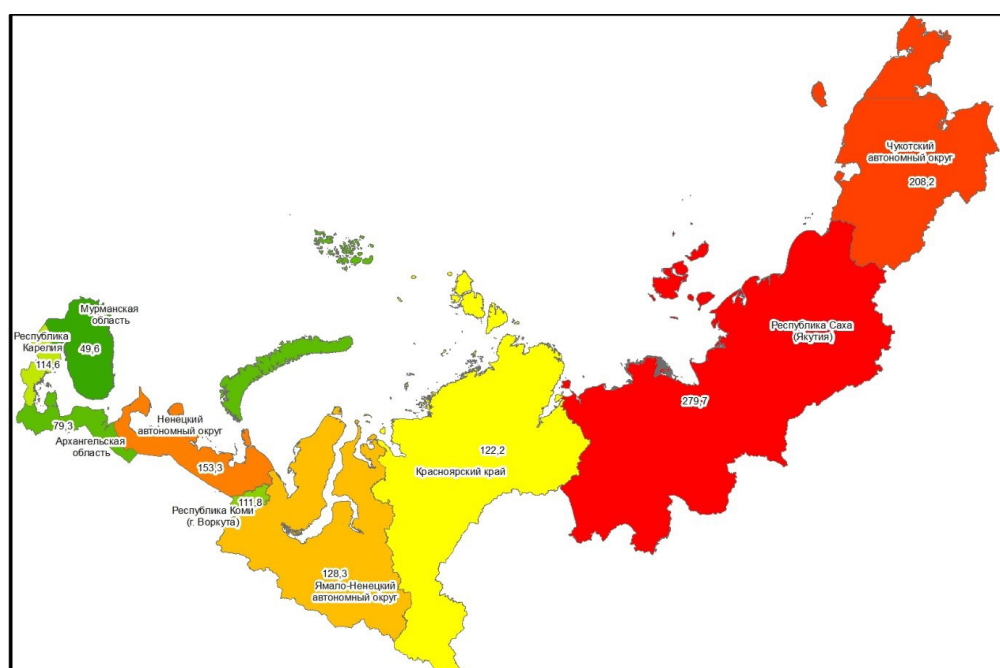 Чукотский
автономный округ
208,2
Мурманская
область
49,6
Республика
Карелия
114,6
Республика Саха
(Якутия)
279,7
79,3
Архангельская
область
Ненецкий
автономный округ
153,3
111,8
Республика Коми
(г. Воркута)
122,2
Красноярский край
128,3
Ямало-Ненецкий
автономный округ